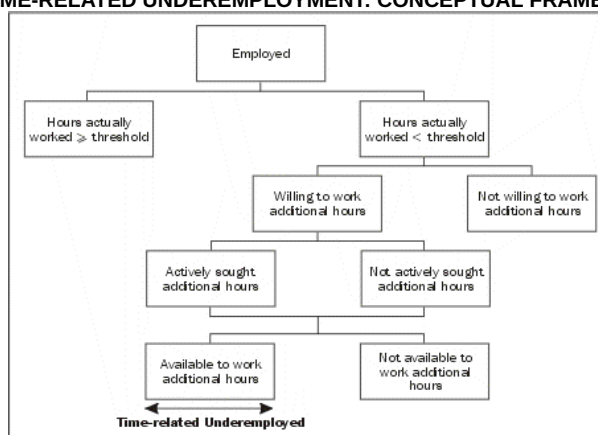 ME-RELATED UNDEREMPLOYMENT: CONCEPTUAL FRAME
Employed
Hours actually
worked ⩾ threshold
Hours actually
worked < threshold
Willing to work
additional hours
Not willing to work
additional hours
Actively sought
additional hours
Not actively sought
additional hours
Available to work
additional hours
Not available to
work additional
hours
Time-related Underemployed